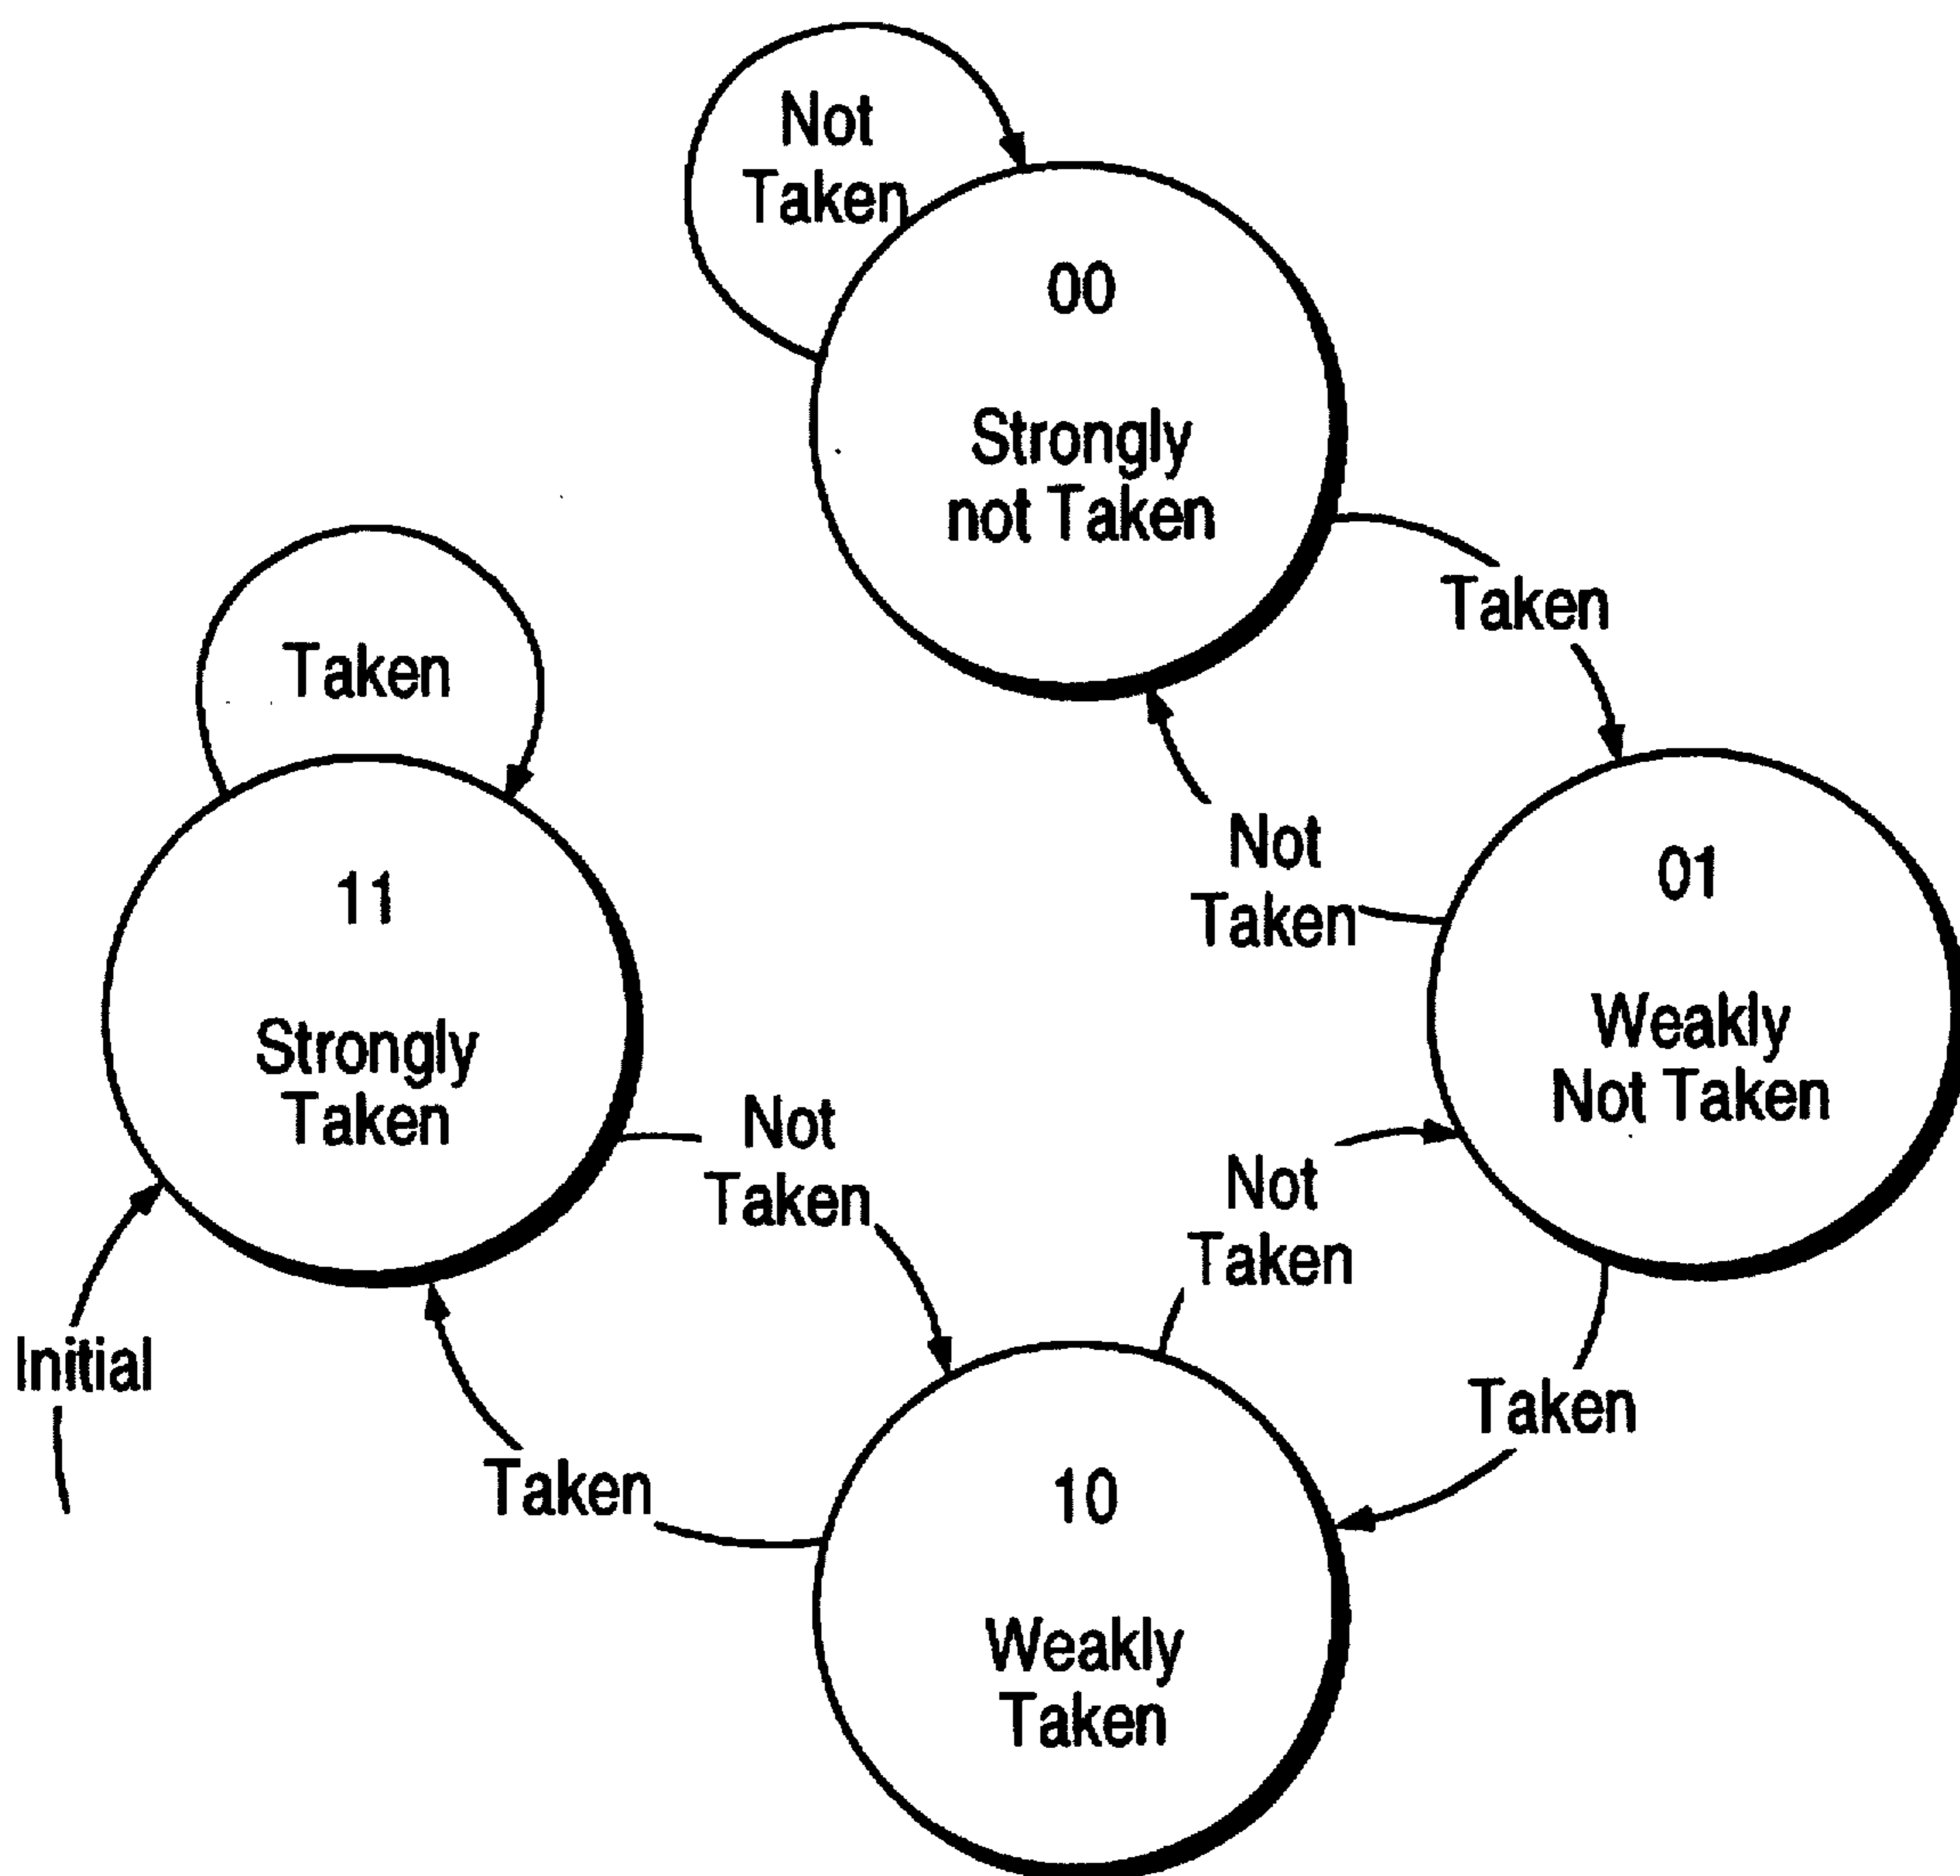 Not
Taken
00
Strongly
not Taken
Taken
Taken
Not
Taken
11
Strongly
Taken
01
Weakly
Not Taken
Not
Taken
Not
Taken
Initial
Taken
Taken
10
Weakly
Taken